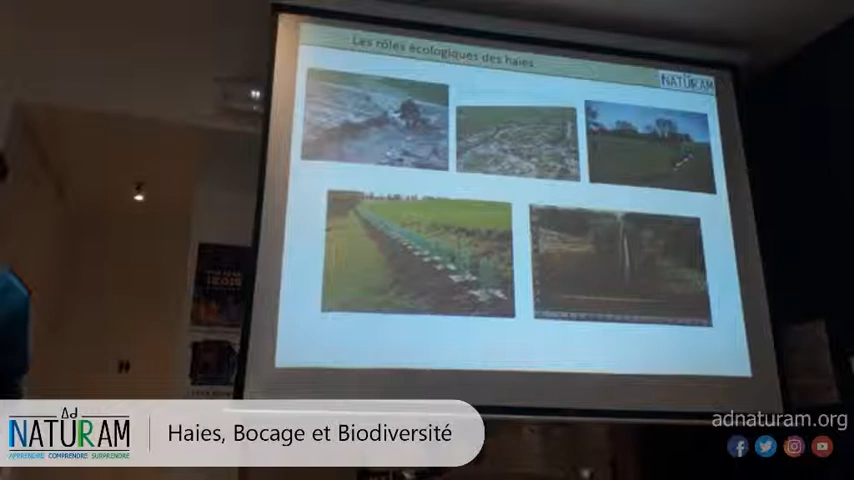 Les rôles écologiques des haies
NATURAM
Ad
NATURAM
APPRENDRE COMPRENDRE SURPRENDRE
Haies, Bocage et Biodiversité
adnaturam.org